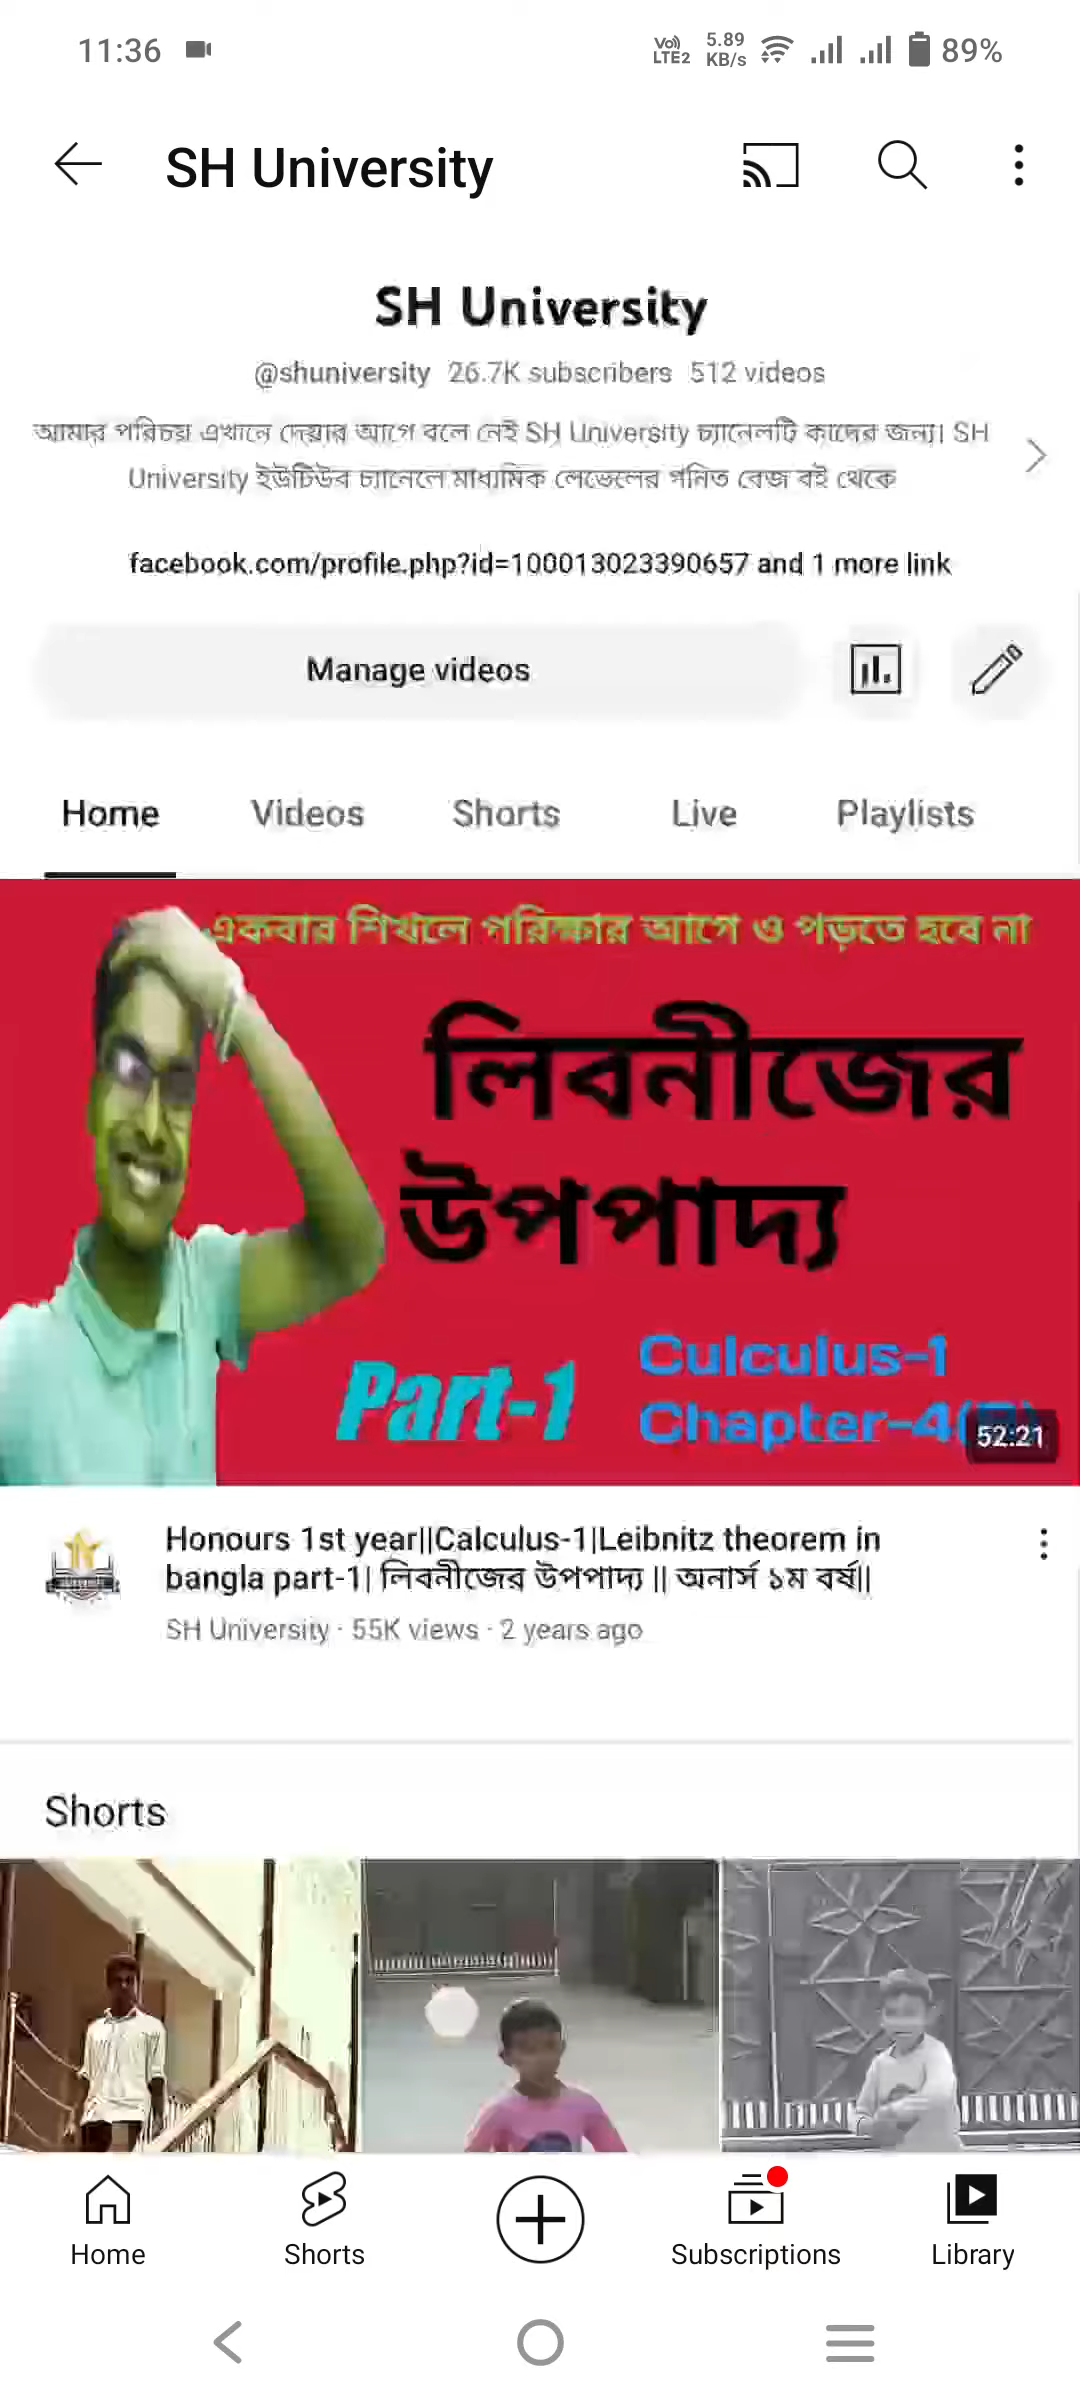 11:36
Vo)) LTE2 5.89 KB/s 89%
SH University
SH University
@shuniversity 26.7K subscribers 512 videos
আমার পরিচয় এখানে দেয়ার আগে বলে নেই SH University চ্যানেলটি কাদের জন্য। SH
University ইউটিউব চ্যানেলে মাধ্যমিক লেভেলের গনিত বেজ বই থেকে
facebook.com/profile.php?id=100013023390657 and 1 more link
Manage videos
Home Videos Shorts Live Playlists
একবার শিখলে পরিক্ষার আগে ও পড়তে হবে না
লিবনীজের
উপপাদ্য
Part-1
Culculus-1
Chapter-4
52:21
Honours 1st year||Calculus-1|Leibnitz theorem in
bangla part-1| লিবনীজের উপপাদ্য || অনার্স ১ম বর্ষ||
SH University · 55K views · 2 years ago
Shorts
Home Shorts Subscriptions Library